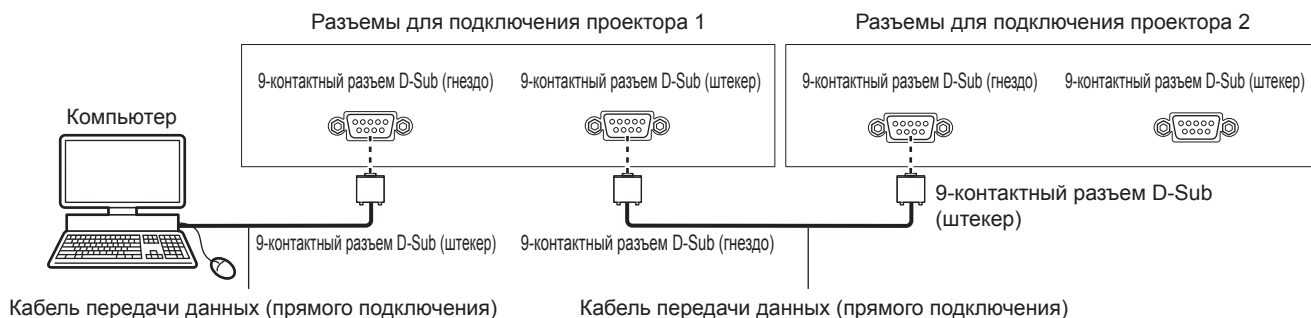 Разъемы для подключения проектора 1
Разъемы для подключения проектора 2
9-контактный разъем D-Sub (гнездо)
9-контактный разъем D-Sub (штекер)
9-контактный разъем D-Sub (гнездо)
9-контактный разъем D-Sub (штекер)
Компьютер
9-контактный разъем D-Sub
(штекер)
9-контактный разъем D-Sub (штекер)
9-контактный разъем D-Sub (гнездо)
Кабель передачи данных (прямого подключения)
Кабель передачи данных (прямого подключения)